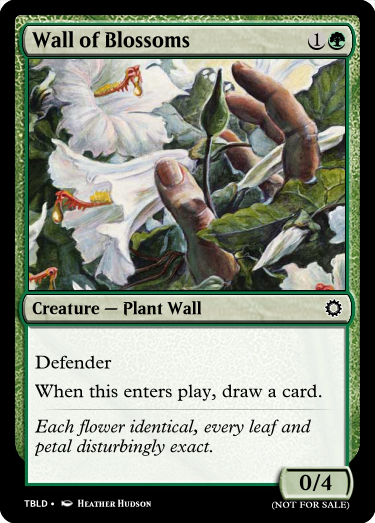 Wall of Blossoms 1
Creature — Plant Wall
Defender
When this enters play, draw a card.
Each flower identical, every leaf and
petal disturbingly exact.
0/4
TBLD • Heather Hudson
(NOT FOR SALE)